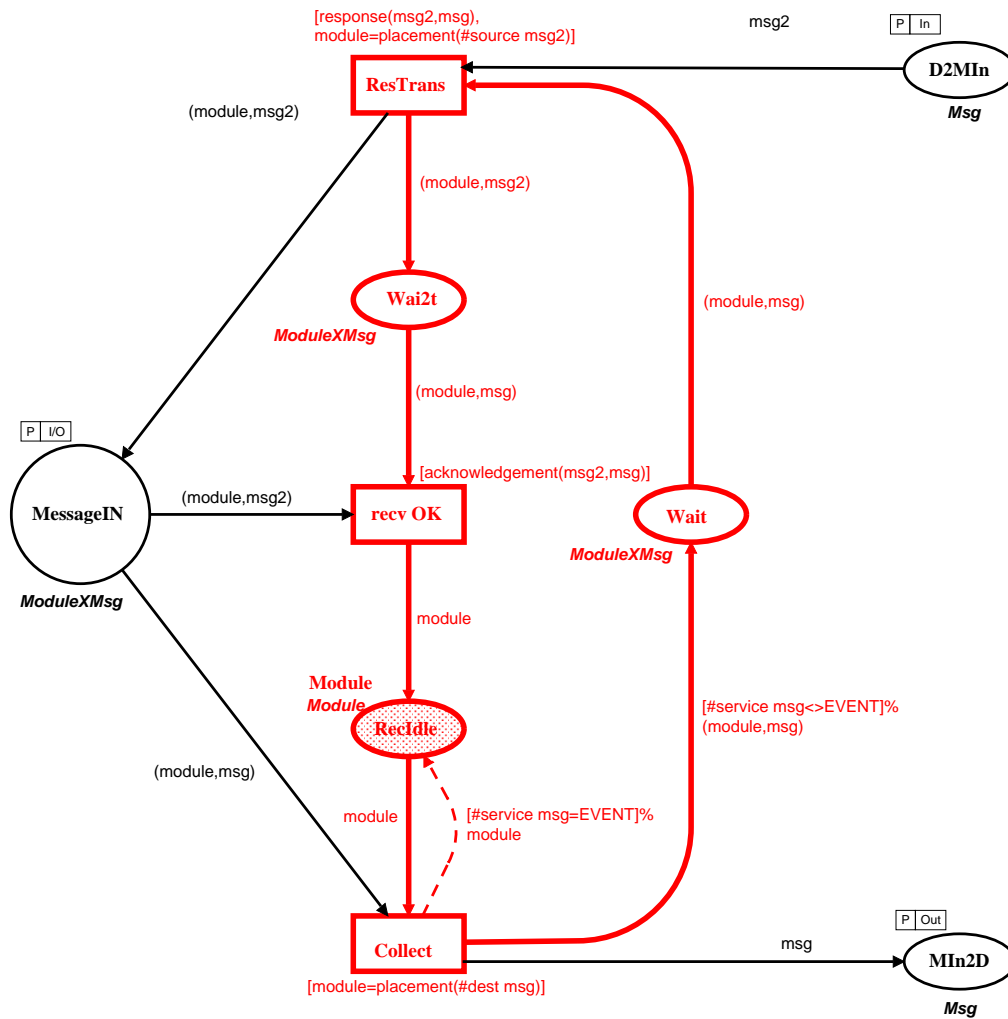 [response(msg2,msg),
module=placement(#source msg2)]
msg2
P In
D2MIn
Msg
ResTrans
(module,msg2)
(module,msg2)
Wai2t
ModuleXMsg
(module,msg)
(module,msg)
P I/O
[acknowledgement(msg2,msg)]
MessageIN
(module,msg2)
recv OK
Wait
ModuleXMsg
ModuleXMsg
module
Module
Module
RecIdle
[#service msg<>EVENT]%
(module,msg)
(module,msg)
module
[#service msg=EVENT]%
module
P Out
Collect
msg
MIn2D
[module=placement(#dest msg)]
Msg